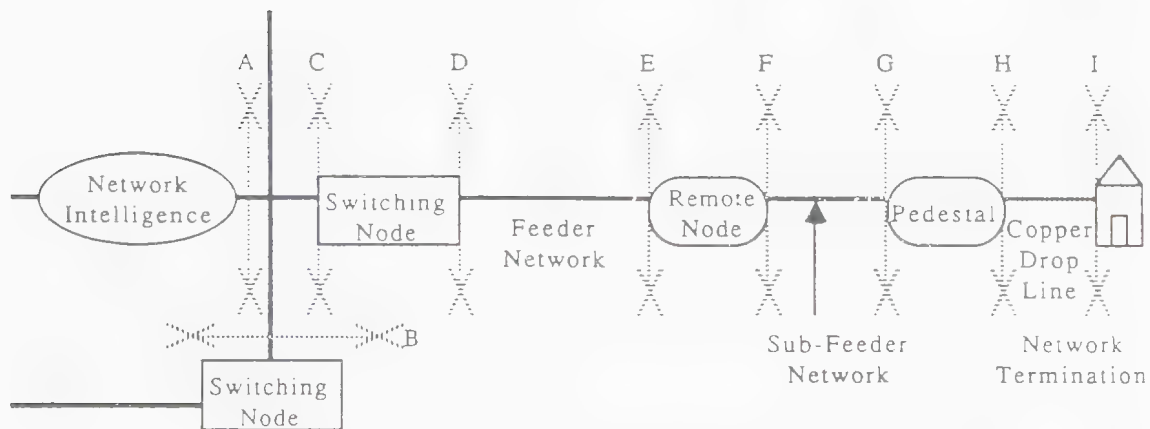 A C D E F G H I
Network
Intelligence
Switching
Node
Feeder
Network
Remote
Node
Pedestal
Copper
Drop
Line
B
Sub-Feeder
Network
Network
Termination
Switching
Node